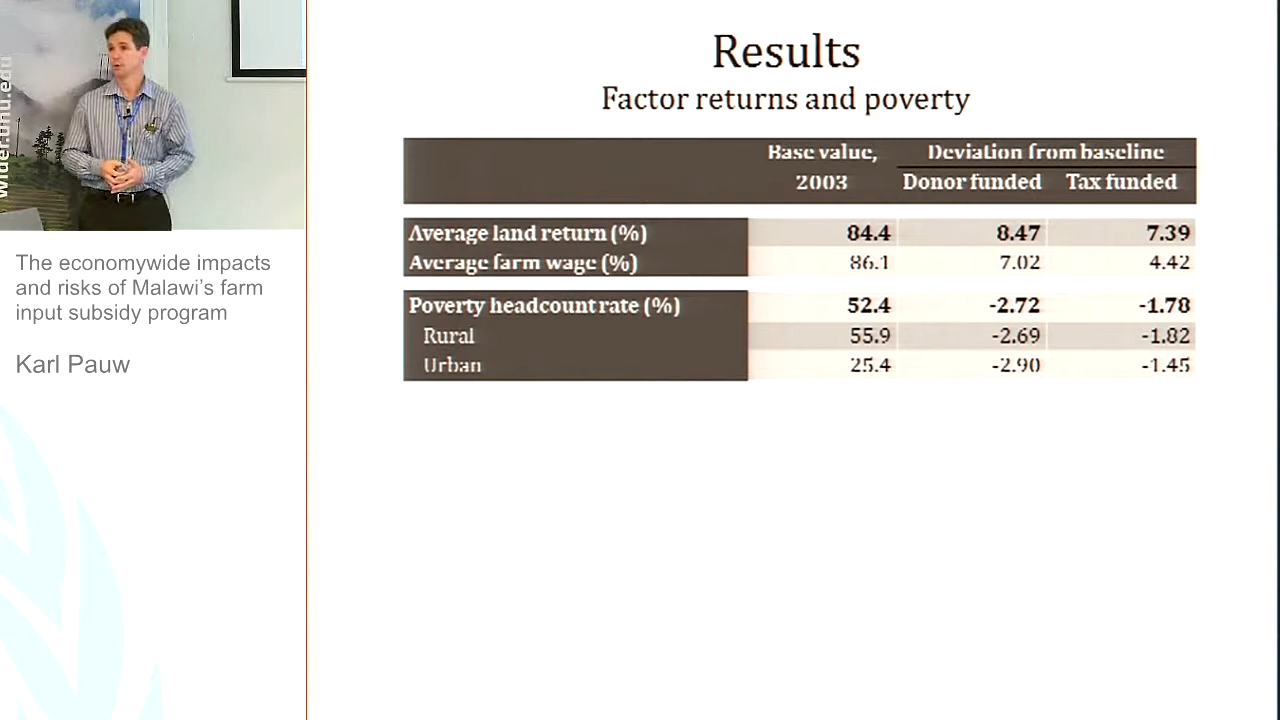 wider.unu.edu
The economywide impacts
and risks of Malawi's farm
input subsidy program
Karl Pauw
Results
Factor returns and poverty
Base value, Deviation from baseline
2003 Donor funded Tax funded
Average land return (%) 84.4 8.47 7.39
Average farm wage (%) 86.1 7.02 4.42
Poverty headcount rate (%) 52.4 -2.72 -1.78
Rural 55.9 -2.69 -1.82
Urban 25.4 -2.90 -1.45